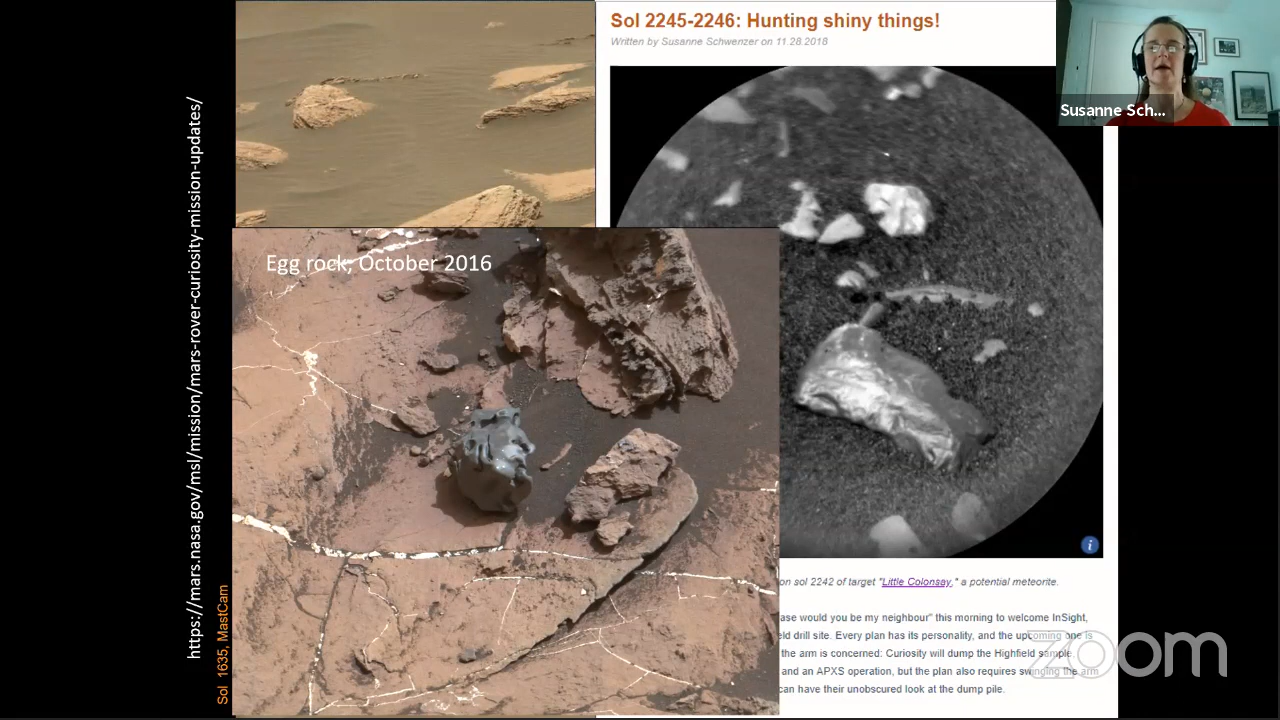 Sol 2245-2246: Hunting shiny things!
Written by Susanne Schwenzer on 11.28.2018
Susanne Sch...
https://mars.nasa.gov/msl/mission/mars-rover-curiosity-mission-updates/
Sol 1635, MastCam
Egg rock, October 2016
i
on sol 2242 of target "Little Colonsay," a potential meteorite.
ase would you be my neighbour" this morning to welcome InSight,
eld drill site. Every plan has its personality, and the upcoming one is
the arm is concerned: Curiosity will dump the Highfield sample,
and an APXS operation, but the plan also requires swinging the arm
can have their unobscured look at the dump pile.
zoom